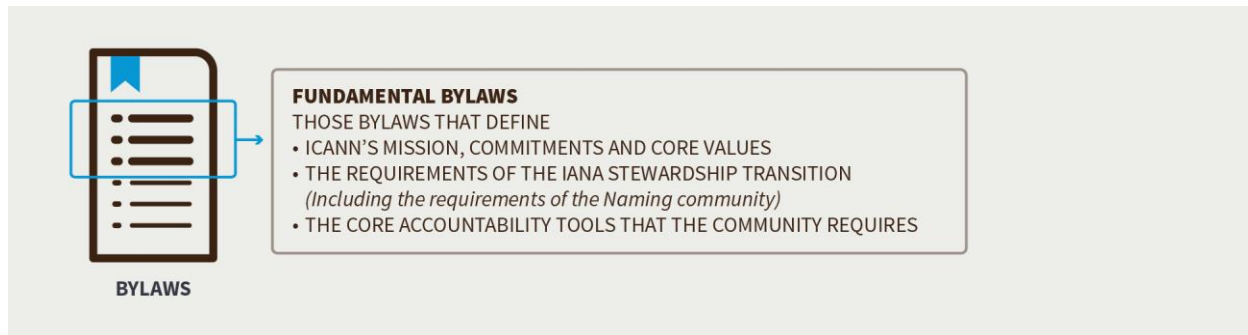 FUNDAMENTAL BYLAWS
THOSE BYLAWS THAT DEFINE
• ICANN’S MISSION, COMMITMENTS AND CORE VALUES
• THE REQUIREMENTS OF THE IANA STEWARDSHIP TRANSITION
(Including the requirements of the Naming community)
• THE CORE ACCOUNTABILITY TOOLS THAT THE COMMUNITY REQUIRES
BYLAWS